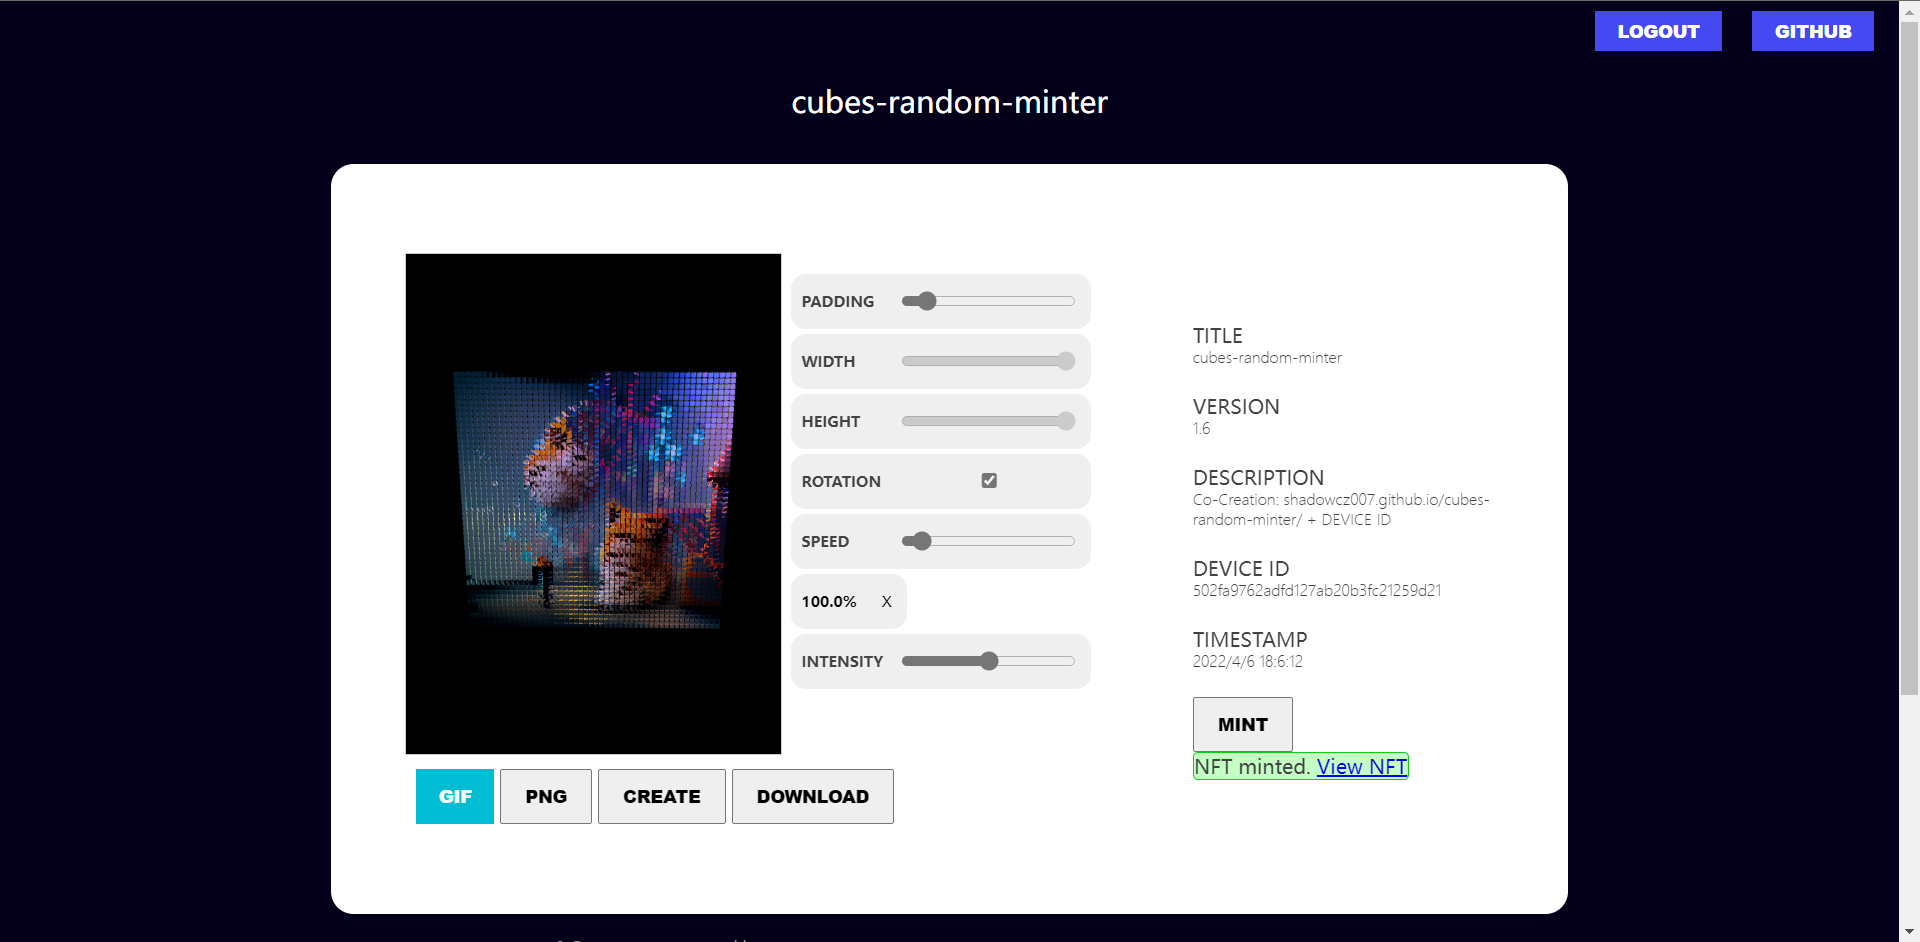 LOGOUT
GITHUB
cubes-random-minter
PADDING
WIDTH
HEIGHT
ROTATION
SPEED
100.0% X
INTENSITY
GIF
PNG
CREATE
DOWNLOAD
TITLE
cubes-random-minter
VERSION
1.6
DESCRIPTION
Co-Creation: shadowcz007.github.io/cubes-
random-minter/ + DEVICE ID
DEVICE ID
502fa9762adfd127ab20b3fc21259d21
TIMESTAMP
2022/4/6 18:6:12
MINT
NFT minted. View NFT